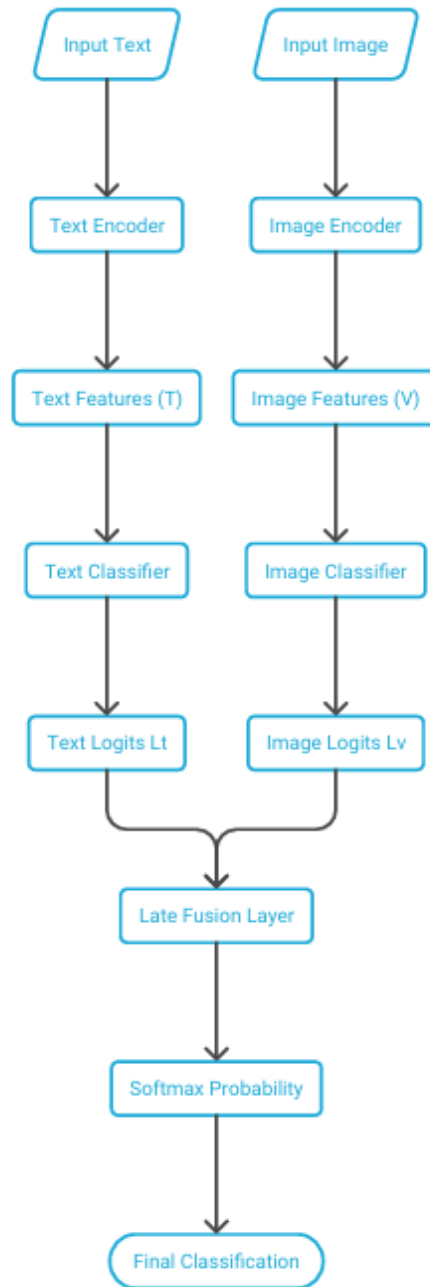 Input Text
Input Image
Text Encoder
Image Encoder
Text Features (T)
Image Features (V)
Text Classifier
Image Classifier
Text Logits Lt
Image Logits Lv
Late Fusion Layer
Softmax Probability
Final Classification